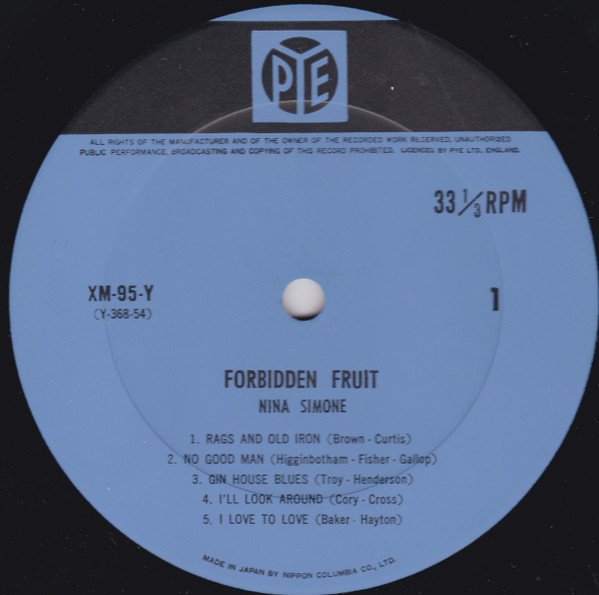 PYE
ALL RIGHTS OF THE MANUFACTURER AND OF THE OWNER OF THE RECORDED WORK RESERVED, UNAUTHORIZED
PUBLIC PERFORMANCE, BROADCASTING AND COPYING OF THIS RECORD PROHIBITED. LICENCED BY PYE LTD., ENGLAND.
33 1/3 RPM
XM-95-Y
1
(Y-368-54)
FORBIDDEN FRUIT
NINA SIMONE
1. RAGS AND OLD IRON (Brown - Curtis)
2. NO GOOD MAN (Higginbotham - Fisher - Gallop)
3. GIN HOUSE BLUES (Troy - Henderson)
4. I'LL LOOK AROUND (Cory - Cross)
5. I LOVE TO LOVE (Baker - Hayton)
MADE IN JAPAN BY NIPPON COLUMBIA CO., LTD.